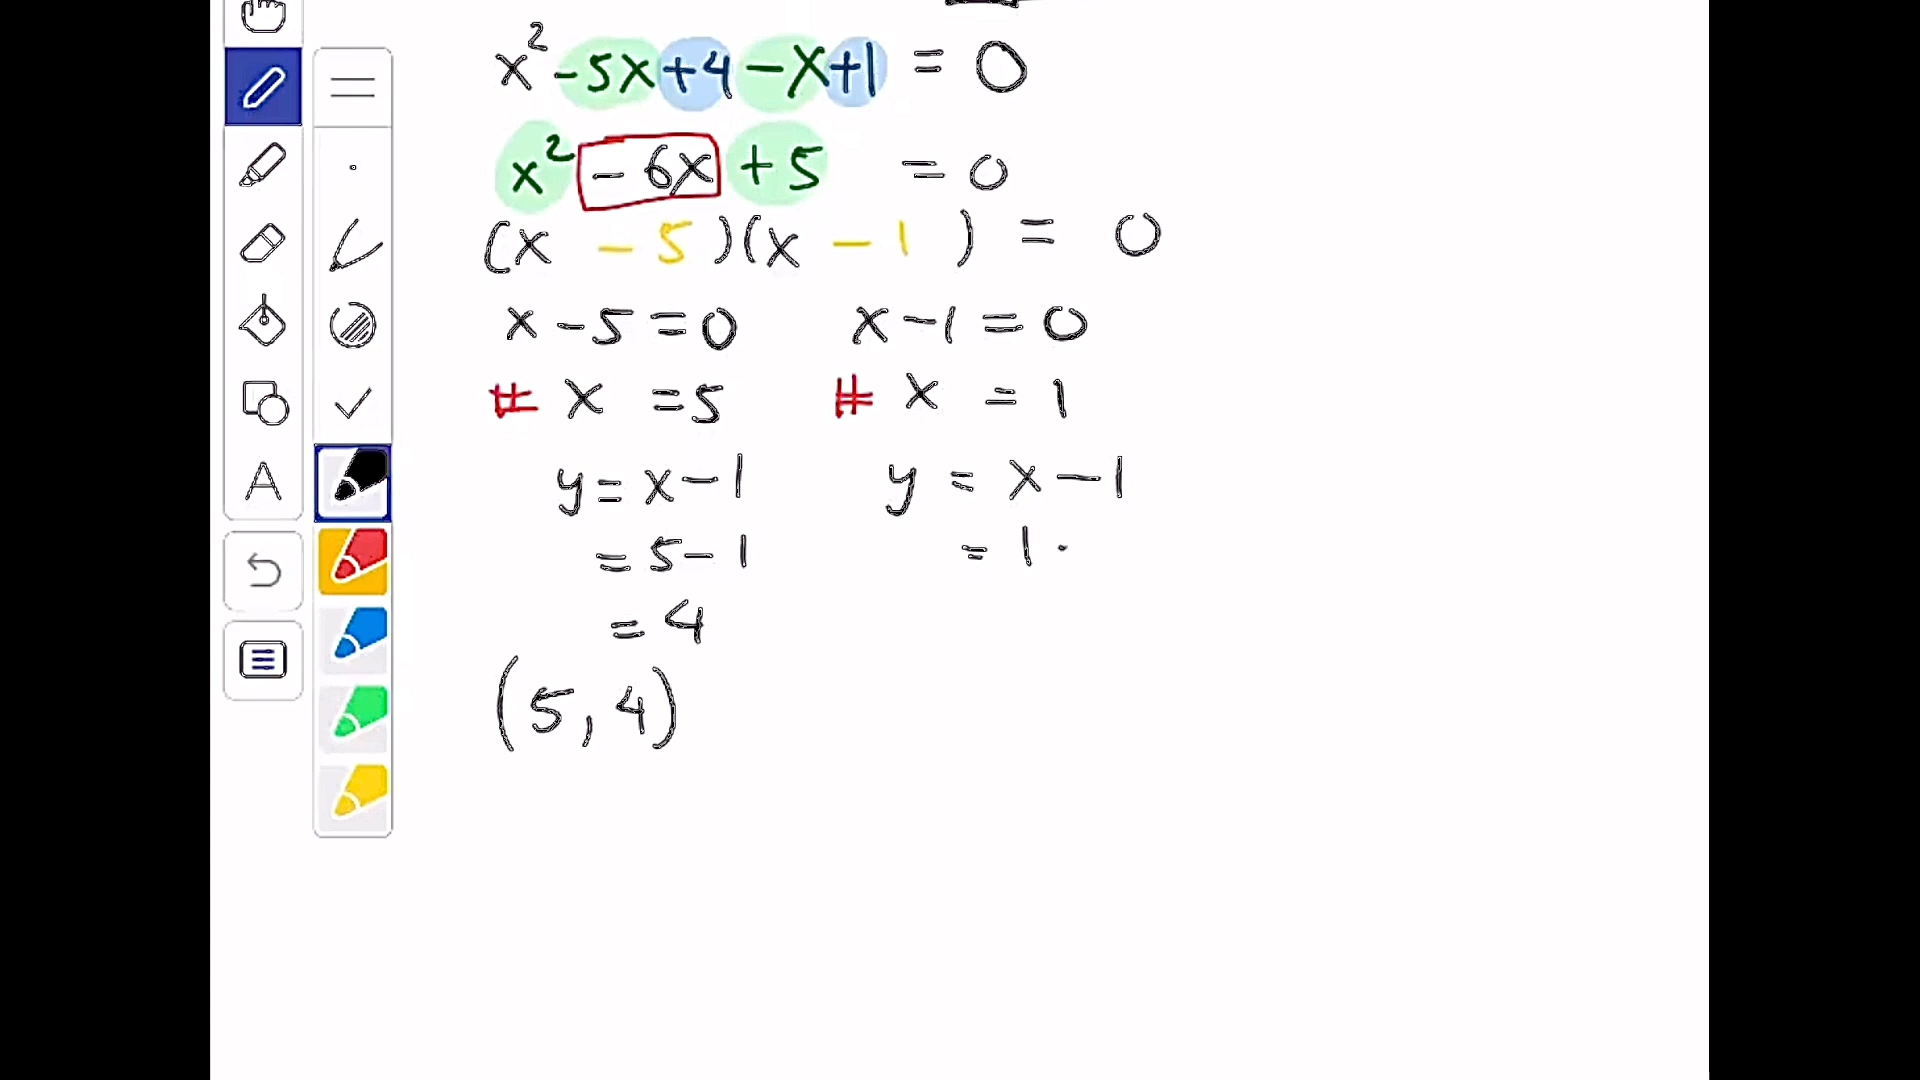 x² -5x+4-x+1 = 0
x² - 6x + 5 = 0
(x - 5)(x - 1) = 0
x - 5 = 0 x - 1 = 0
# x = 5 # x = 1
y = x - 1 y = x - 1
= 5 - 1 = 1 ·
= 4
(5, 4)
A